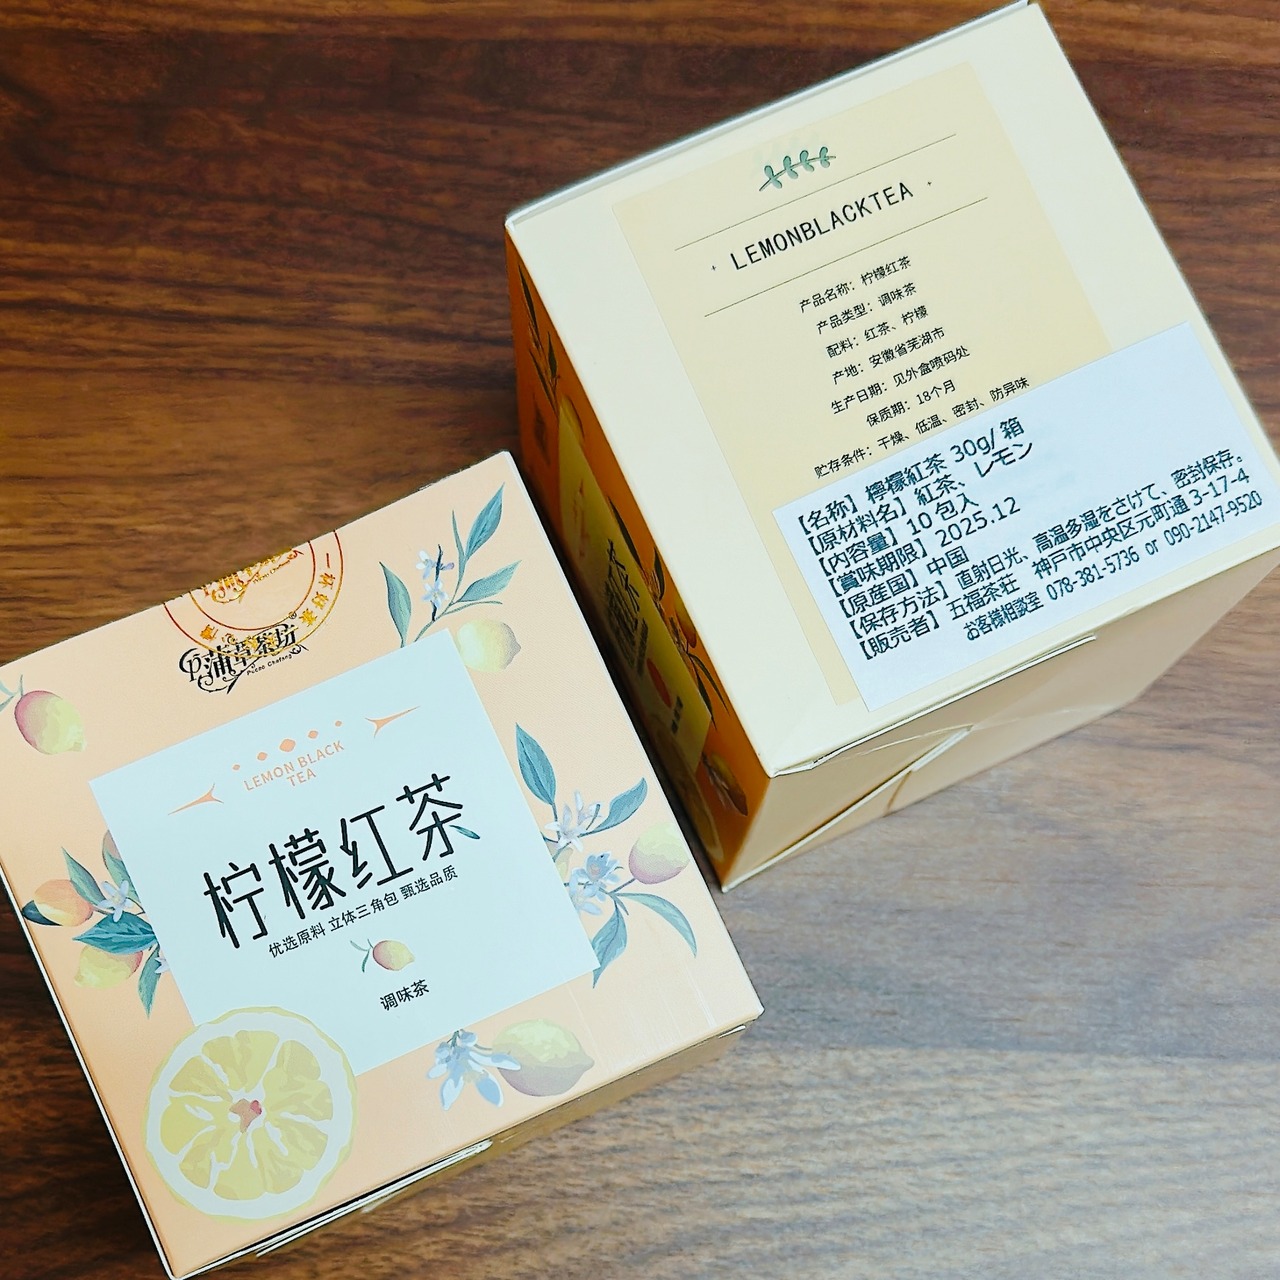 LEMONBLACKTEA
产品名称：柠檬红茶
产品类型：调味茶
配料：红茶、柠檬
产地：安徽省芜湖市
生产日期：见外盒喷码处
保质期：18个月
贮存条件：干燥、低温、密封、防异味
【名称】檸檬紅茶 30g/ 箱
【原材料名】紅茶、レモン
【内容量】10 包入
【賞味期限】2025.12
【原産国】中国
【保存方法】直射日光、高温多湿をさけて、密封保存。
【販売者】五福茶荘 神戸市中央区元町通 3-17-4
お客様相談室 078-381-5736 or 090-2147-9520
蒲草茶坊
Pucao Chafang
LEMON BLACK
TEA
柠檬红茶
优选原料 立体三角包 甄选品质
调味茶